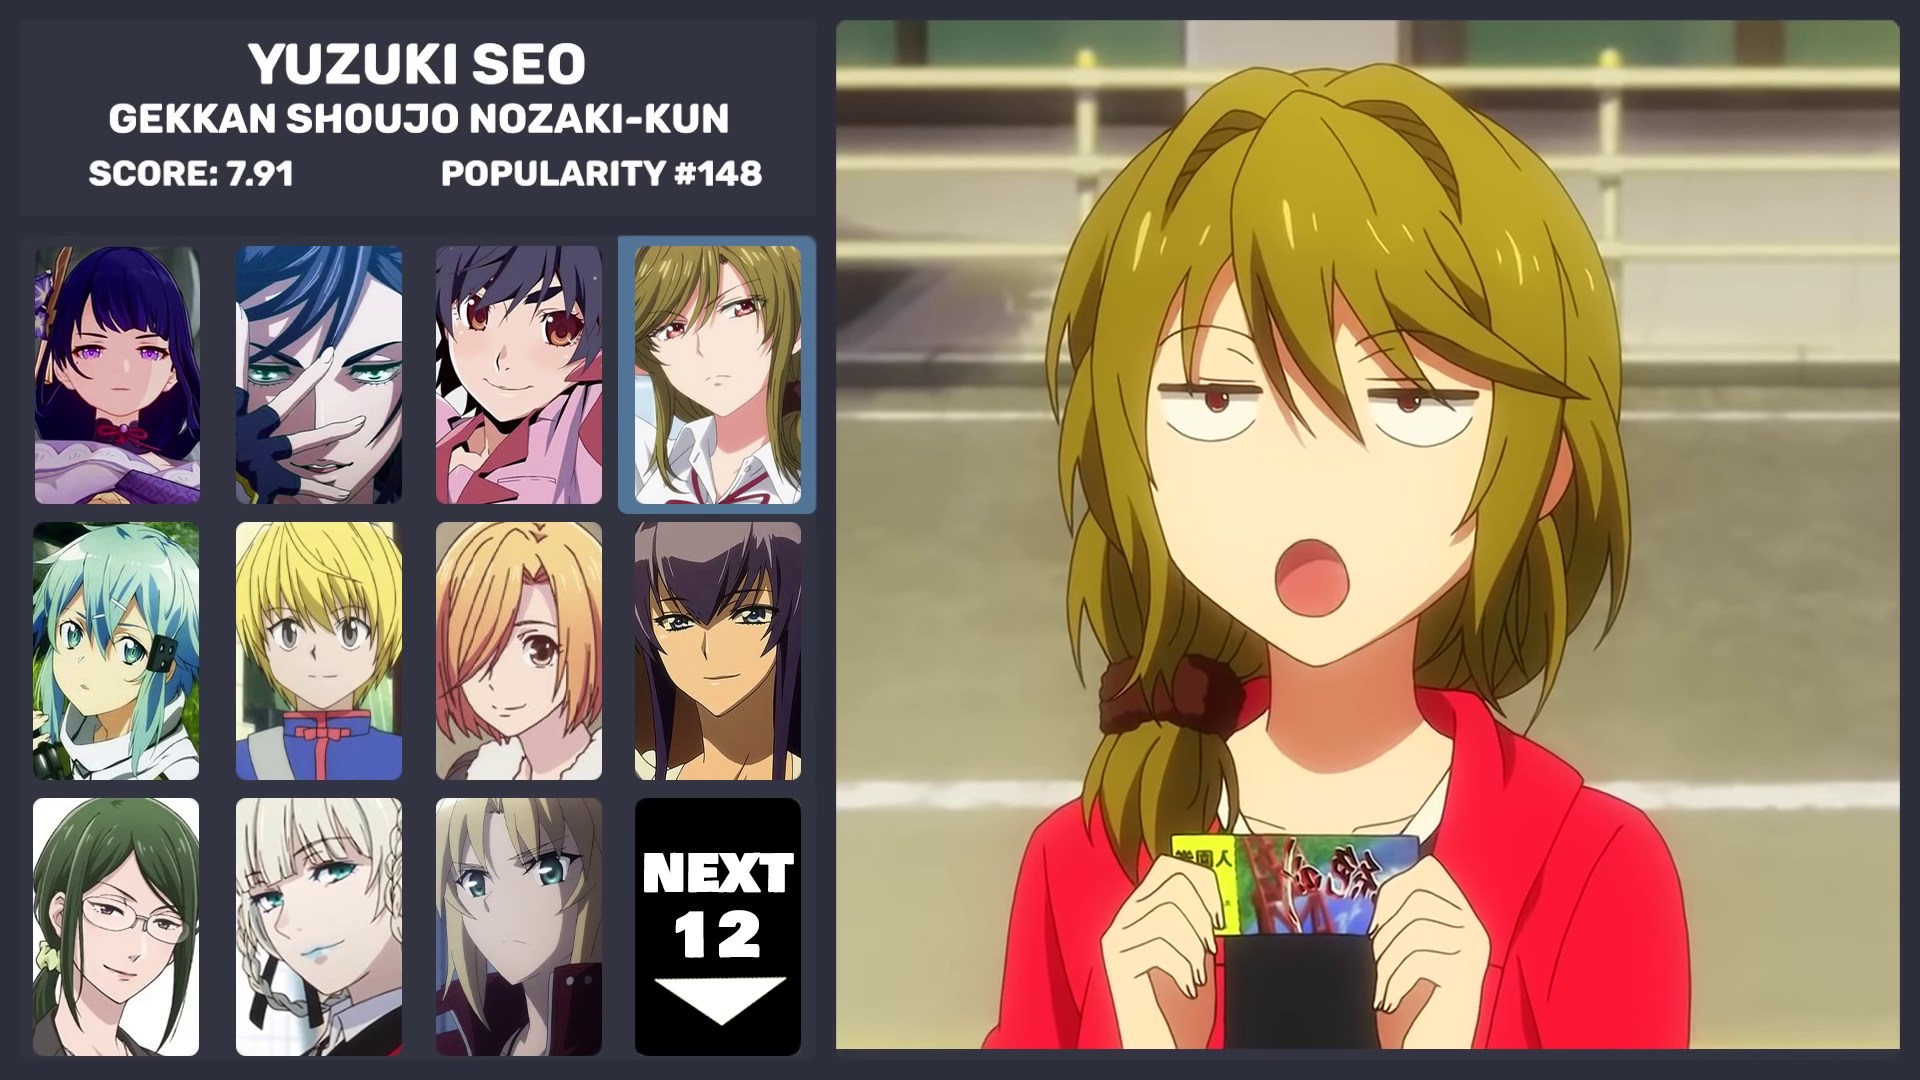 YUZUKI SEO
GEKKAN SHOUJO NOZAKI-KUN
SCORE: 7.91
POPULARITY #148
NEXT
12